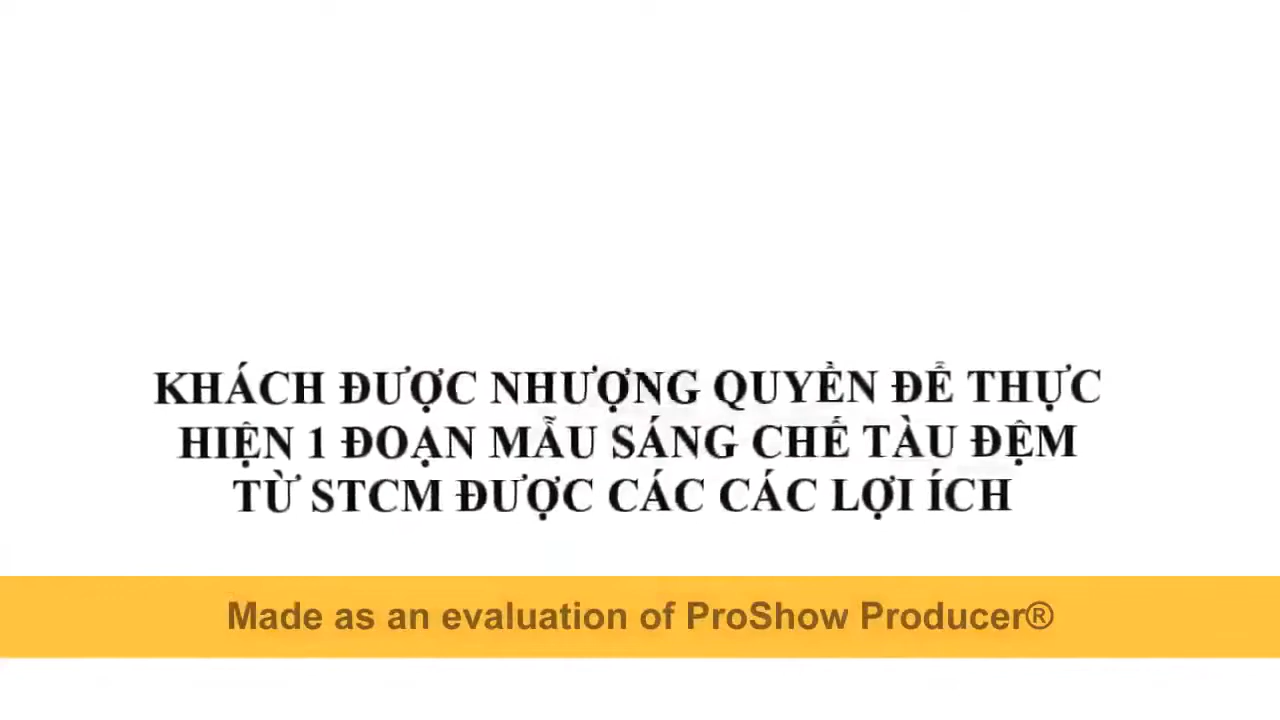 KHÁCH ĐƯỢC NHƯỢNG QUYỀN ĐỂ THỰC
HIỆN 1 ĐOẠN MẪU SÁNG CHẾ TÀU ĐỆM
TỪ STCM ĐƯỢC CÁC CÁC LỢI ÍCH
Made as an evaluation of ProShow Producer®